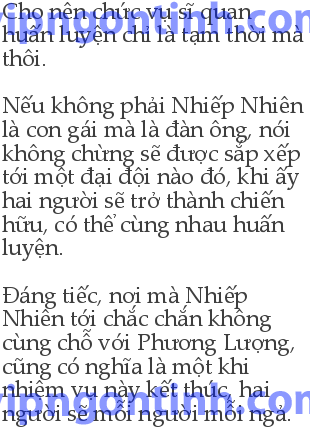 Cho nên chức vụ sĩ quan
huấn luyện chỉ là tạm thời mà
thôi.
Nếu không phải Nhiếp Nhiên
là con gái mà là đàn ông, nói
không chừng sẽ được sắp xếp
tới một đại đội nào đó, khi ấy
hai người sẽ trở thành chiến
hữu, có thể cùng nhau huấn
luyện.
Đáng tiếc, nơi mà Nhiếp
Nhiên tới chắc chắn không
cùng chỗ với Phương Lượng,
cũng có nghĩa là một khi
nhiệm vụ này kết thúc, hai
người sẽ mỗi người mỗi ngả.
vipngontinh.com
vipngontinh.com